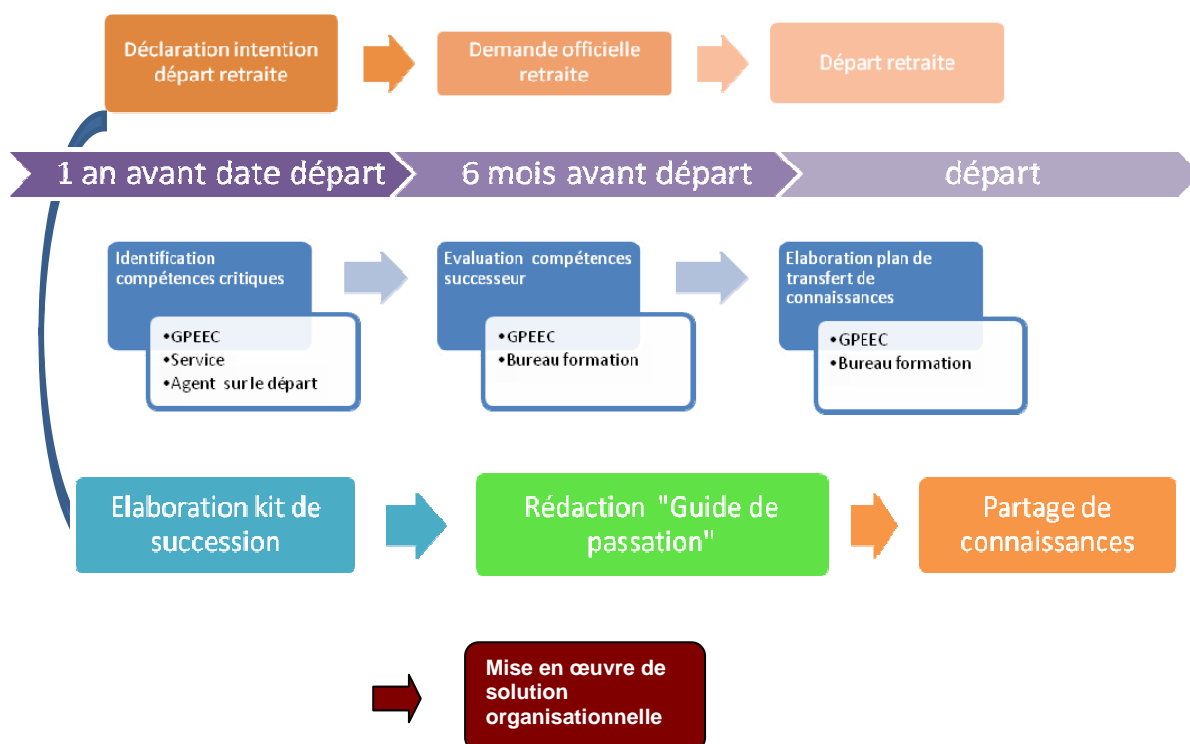 Déclaration intention
départ retraite
Demande officielle
retraite
Départ retraite
1 an avant date départ
6 mois avant départ
départ
Identification
compétences critiques
•GPEEC
•Service
•Agent sur le départ
Evaluation compétences
successeur
•GPEEC
•Bureau formation
Elaboration plan de
transfert de
connaissances
•GPEEC
•Bureau formation
Elaboration kit de
succession
Rédaction "Guide de
passation"
Partage de
connaissances
Mise en œuvre de
solution
organisationnelle